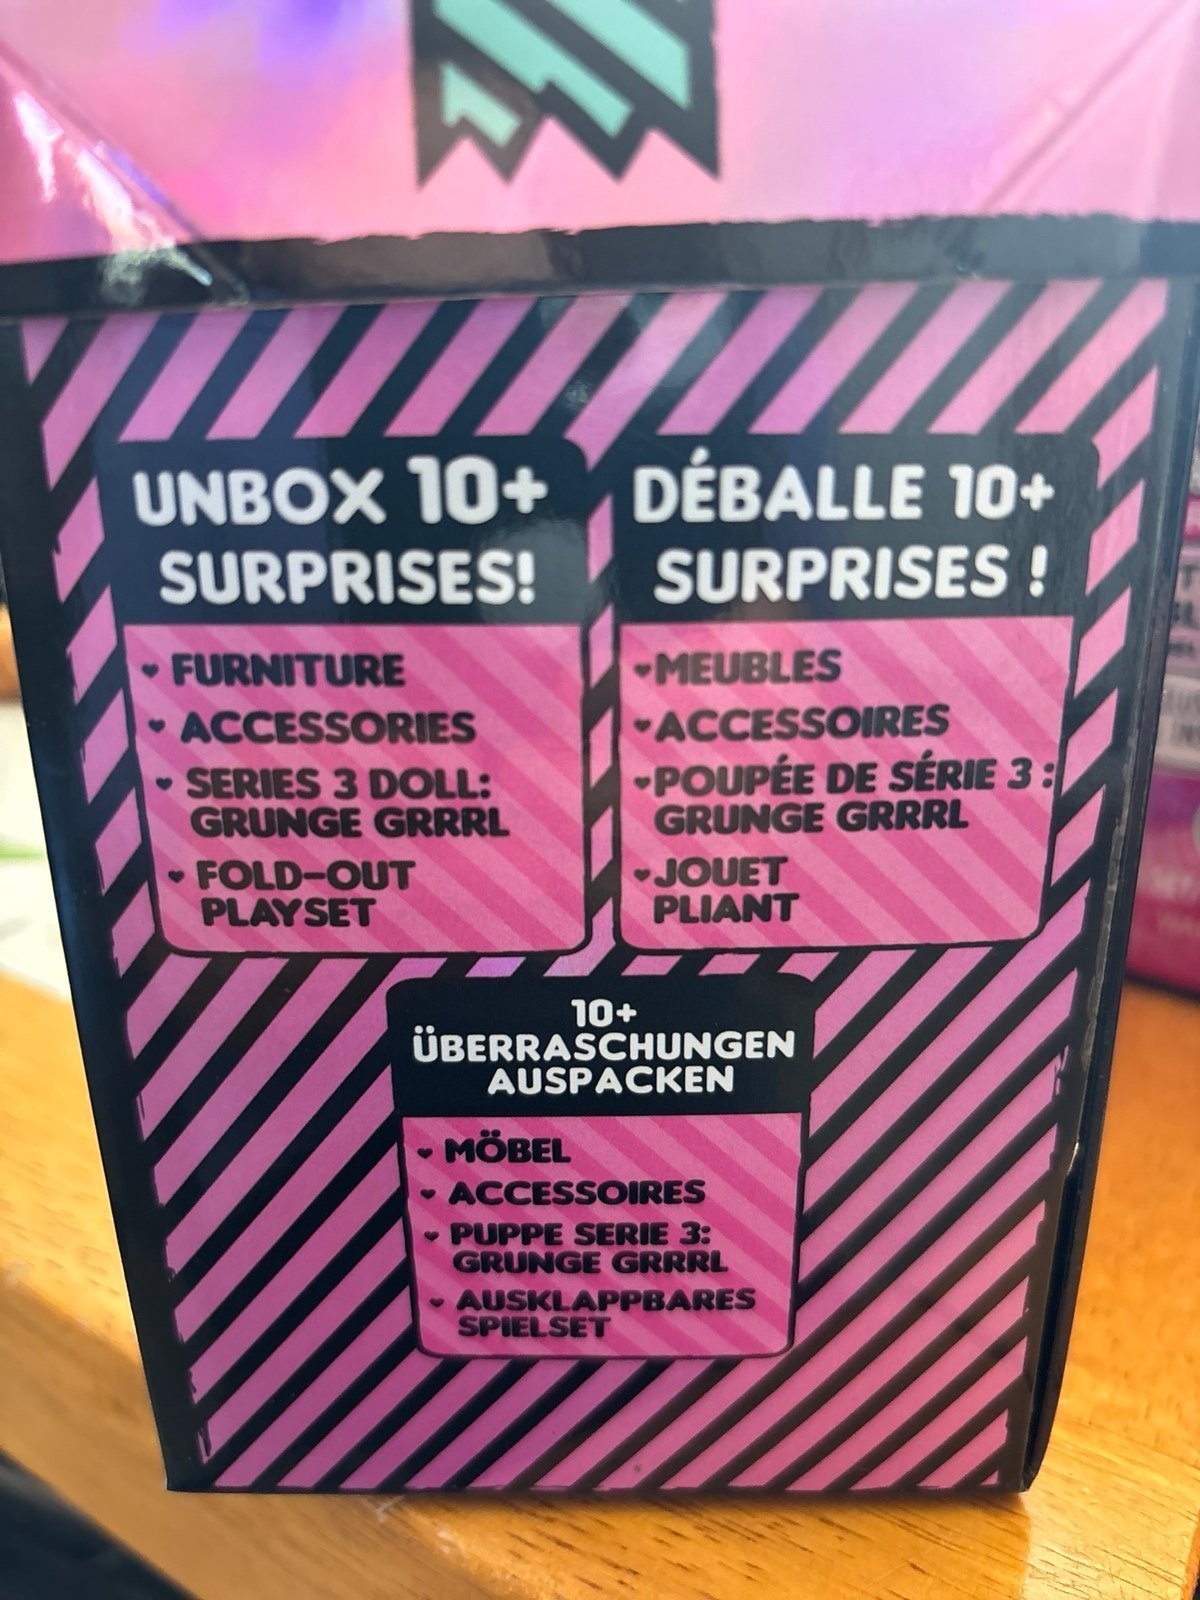 UNBOX 10+
SURPRISES!
FURNITURE
ACCESSORIES
SERIES 3 DOLL:
GRUNGE GRRRL
FOLD-OUT
PLAYSET
DÉBALLE 10+
SURPRISES !
MEUBLES
ACCESSOIRES
POUPÉE DE SÉRIE 3 :
GRUNGE GRRRL
JOUET
PLIANT
10+
ÜBERRASCHUNGEN
AUSPACKEN
MÖBEL
ACCESSOIRES
PUPPE SERIE 3:
GRUNGE GRRRL
AUSKLAPPBARES
SPIELSET